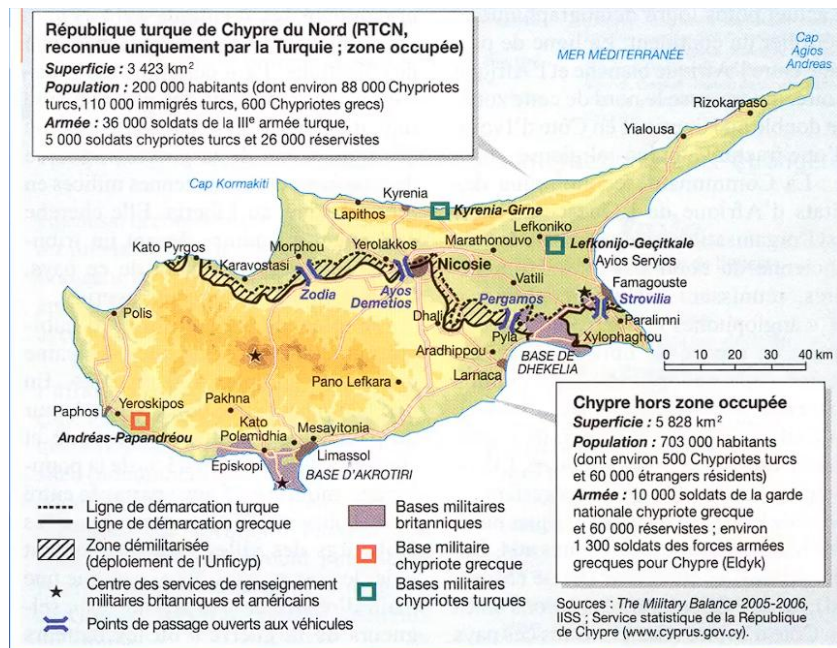 République turque de Chypre du Nord (RTCN,
reconnue uniquement par la Turquie ; zone occupée)
Superficie : 3 423 km²
Population : 200 000 habitants (dont environ 88 000 Chypriotes
turcs,110 000 immigrés turcs, 600 Chypriotes grecs)
Armée : 36 000 soldats de la IIIᵉ armée turque,
5 000 soldats chypriotes turcs et 26 000 réservistes
MER MÉDITERRANÉE
Cap
Agios
Andreas
Rizokarpaso
Yialousa
Cap Kormakiti
Kyrenia
Lapithos
Kyrenia-Girne
Lefkoniko
Kato Pyrgos
Morphou
Yerolakkos
Marathonouvo
Lefkonijo-Geçitkale
Karavostasi
Nicosie
Ayios Seryios
Vatili
Famagouste
Zodia
Ayos
Demetios
Pergamos
Strovilia
Polis
Dhali
Paralimni
Pyla
Xylophaghou
Aradhippou
BASE DE
DHEKELIA
0 10 20 30 40 km
Larnaca
Pano Lefkara
Paphos
Yeroskipos
Pakhna
Andréas-Papandréou
Kato
Polemidhia
Mesayitonia
Episkopi
Limassol
BASE D'AKROTIRI
Chypre hors zone occupée
Superficie : 5 828 km²
Population : 703 000 habitants
(dont environ 500 Chypriotes turcs
et 60 000 étrangers résidents)
Armée : 10 000 soldats de la garde
nationale chypriote grecque
et 60 000 réservistes ; environ
1 300 soldats des forces armées
grecques pour Chypre (Eldyk)
Ligne de démarcation turque
Ligne de démarcation grecque
Zone démilitarisée
(déploiement de l'Unficyp)
Centre des services de renseignement
militaires britanniques et américains
Points de passage ouverts aux véhicules
Bases militaires
britanniques
Base militaire
chypriote grecque
Bases militaires
chypriotes turques
Sources : The Military Balance 2005-2006,
IISS ; Service statistique de la République
de Chypre (www.cyprus.gov.cy).